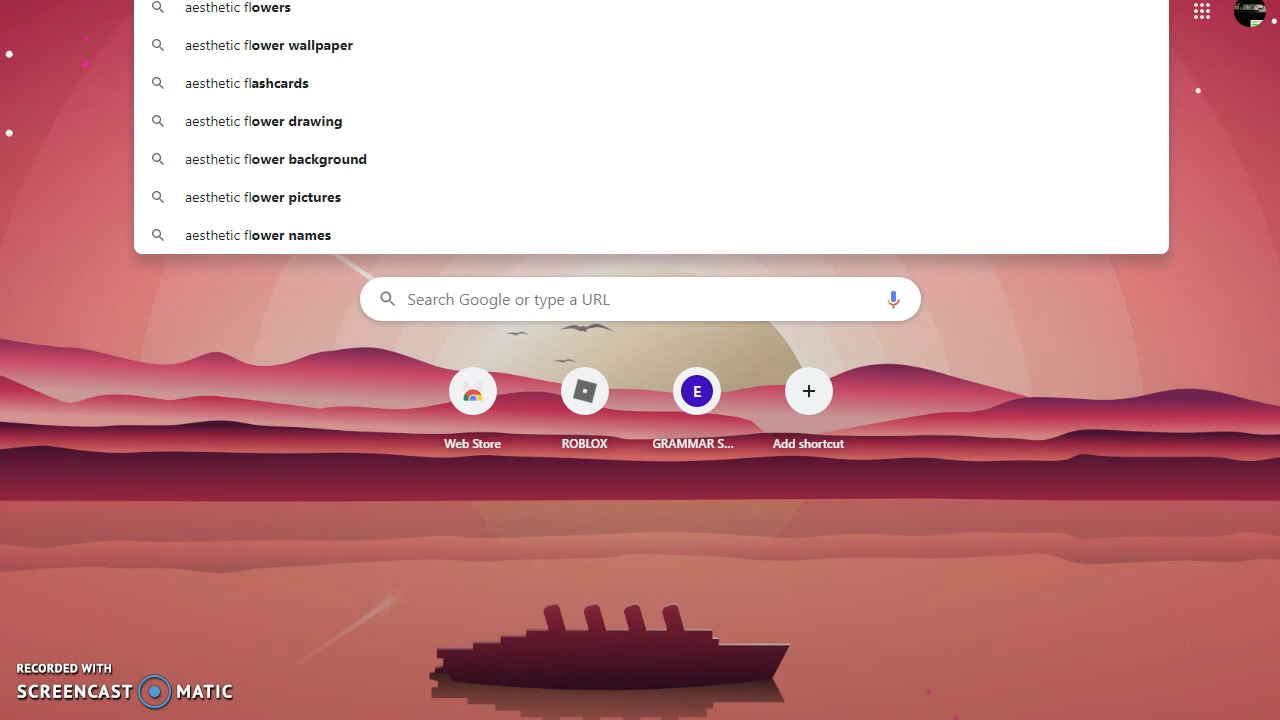 aesthetic flowers
aesthetic flower wallpaper
aesthetic flashcards
aesthetic flower drawing
aesthetic flower background
aesthetic flower pictures
aesthetic flower names
Search Google or type a URL
E
Web Store
ROBLOX
GRAMMAR S...
Add shortcut
RECORDED WITH
SCREENCAST MATIC